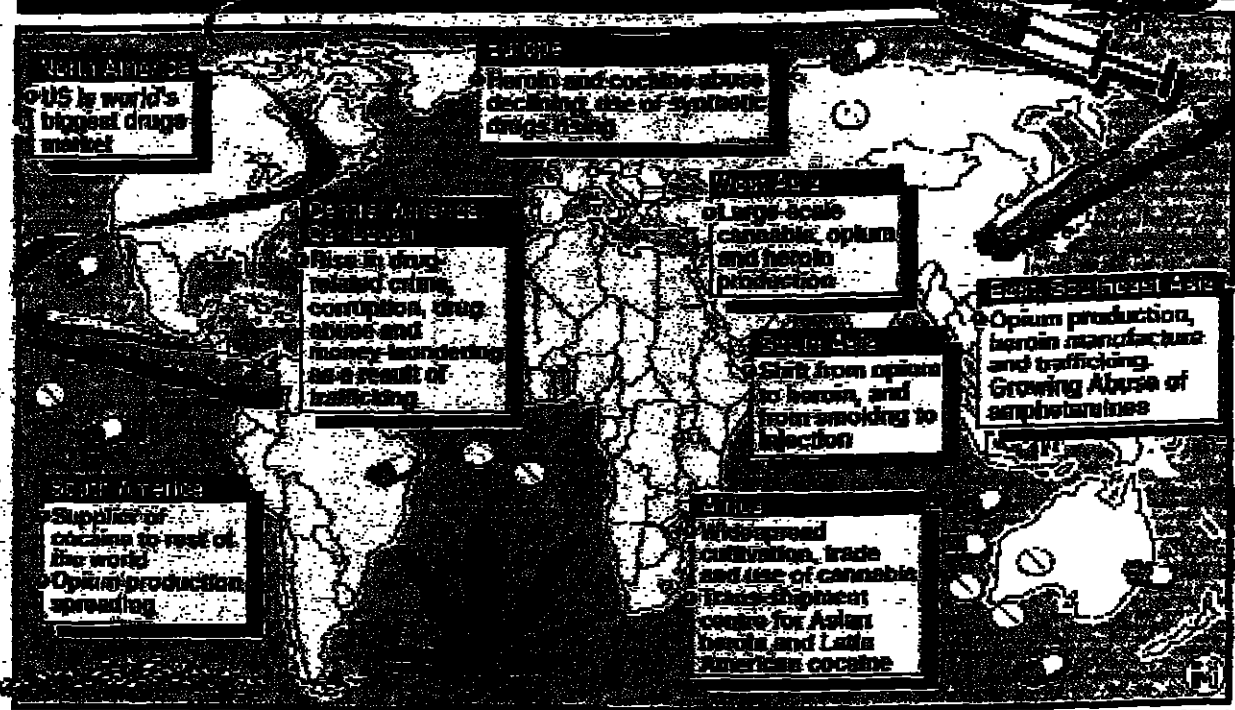 North America
US is world's
biggest drugs
market
Europe
Heroin and cocaine abuse
declining, use of synthetic
drugs rising
Central America
Rise in drug-
related crime,
corruption, drug
abuse and
money-laundering
as a result of
trafficking
West Asia
Large-scale
cannabis, opium
and heroin
production
East, Southeast Asia
Opium production,
heroin manufacture
and trafficking.
Growing Abuse of
amphetamines
South Asia
Shift from opium
to heroin, and
from smoking to
injection
South America
Supplier of
cocaine to rest of
the world
Opium production
spreading
Africa
Widespread
cultivation, trade
and use of cannabis
Trans-shipment
centre for Asian
heroin and Latin
American cocaine